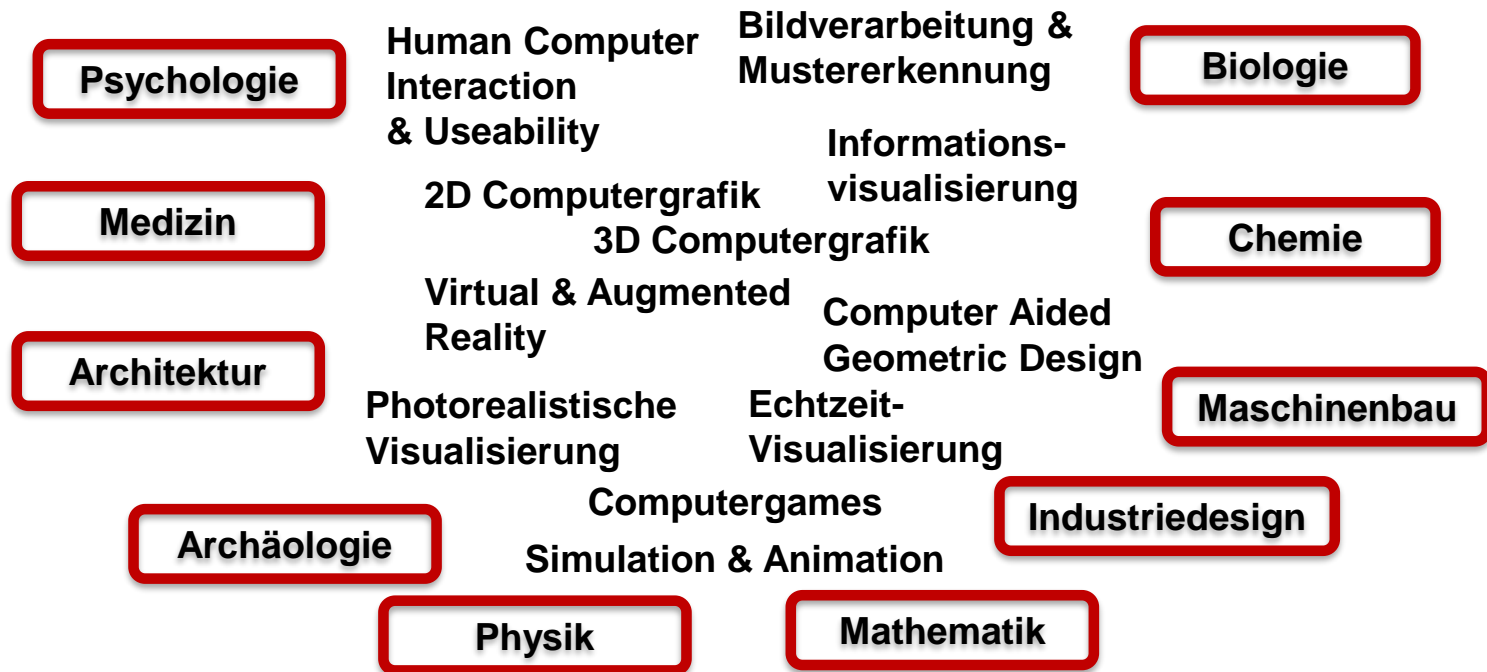 Psychologie
Human Computer
Interaction
& Useability
Bildverarbeitung &
Mustererkennung
Biologie
Informations-
visualisierung
Medizin
2D Computergrafik
3D Computergrafik
Chemie
Virtual & Augmented
Reality
Computer Aided
Geometric Design
Architektur
Photorealistische
Visualisierung
Echtzeit-
Visualisierung
Maschinenbau
Computergames
Industriedesign
Archäologie
Simulation & Animation
Physik
Mathematik